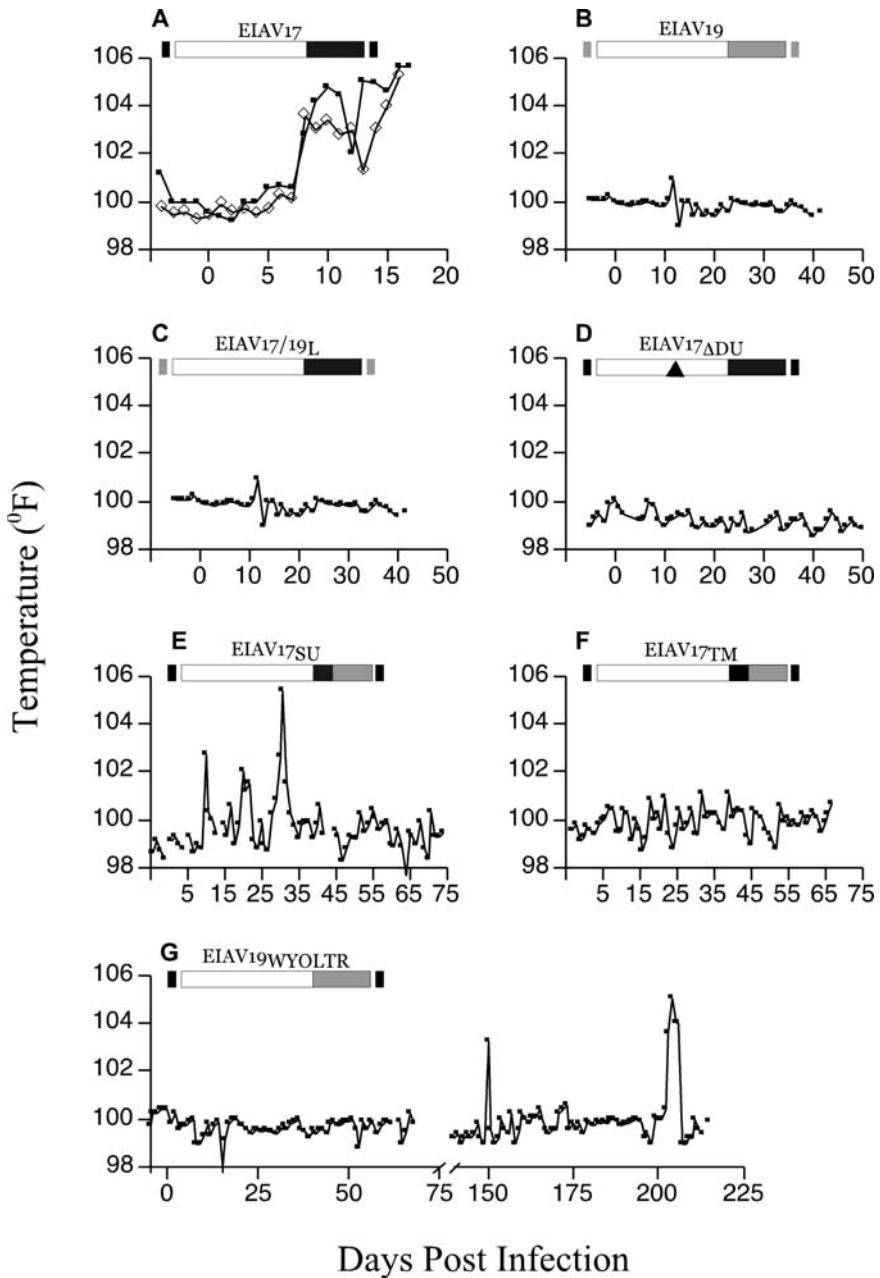 A
EIAV17
106
104
102
100
98
0 5 10 15 20
B
EIAV19
106
104
102
100
98
0 10 20 30 40 50
C
EIAV17/19L
106
104
102
100
98
0 10 20 30 40 50
D
EIAV17ΔDU
106
104
102
100
98
0 10 20 30 40 50
E
EIAV17SU
106
104
102
100
98
5 15 25 35 45 55 65 75
F
EIAV17TM
106
104
102
100
98
5 15 25 35 45 55 65 75
G
EIAV19WYOLTR
106
104
102
100
98
0 25 50 75 150 175 200 225
Temperature (⁰F)
Days Post Infection